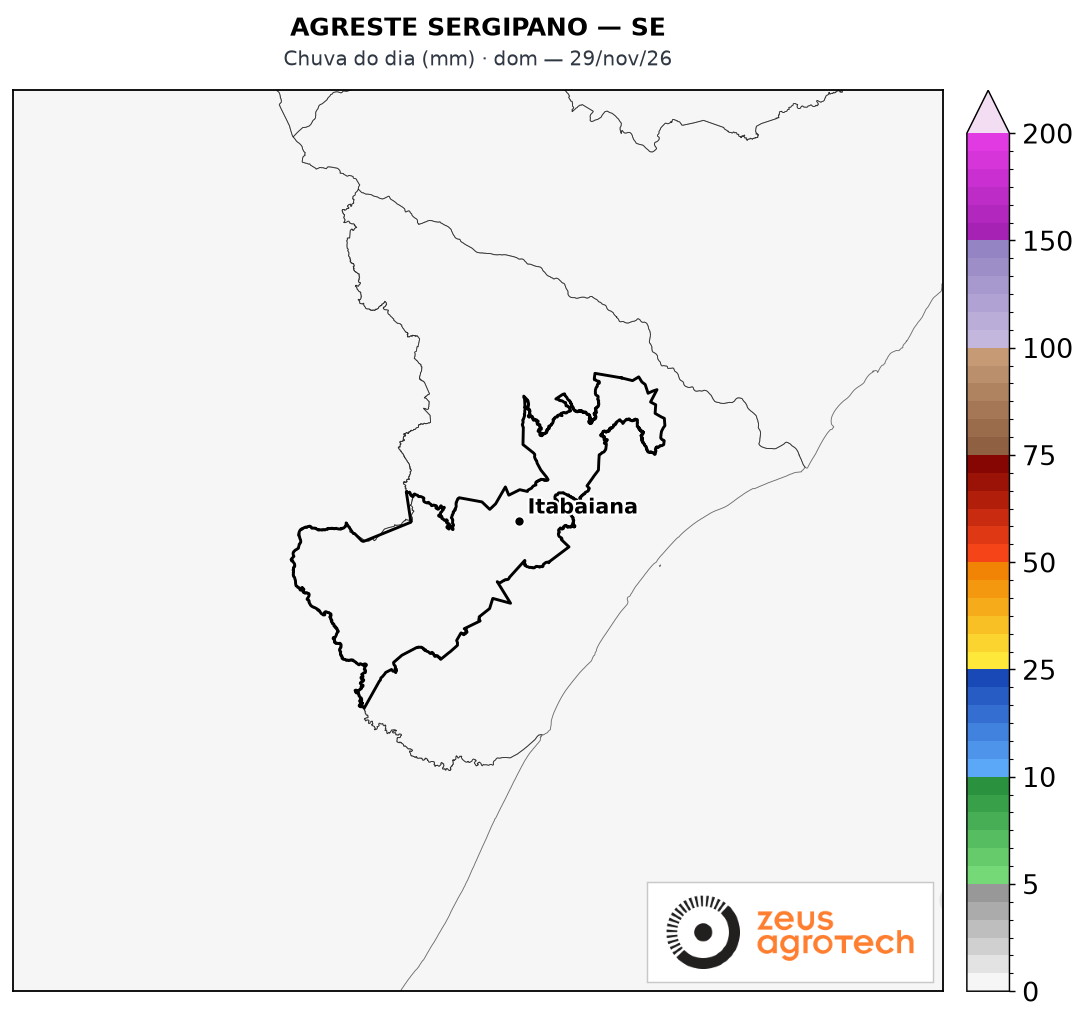 AGRESTE SERGIPANO — SE
Chuva do dia (mm) · dom — 29/nov/26
200
150
100
75
50
25
10
5
0
Itabaiana
zeus
agrotech